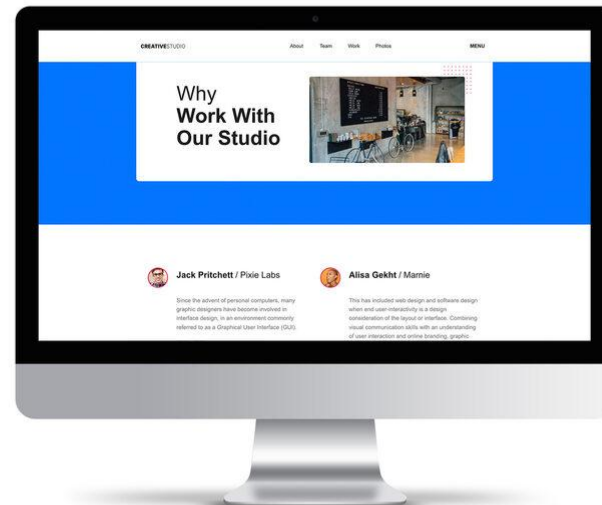 CREATIVESTUDIO About Team Work Photos MENU
Why
Work With
Our Studio
Jack Pritchett / Pixie Labs
Since the advent of personal computers, many
graphic designers have become involved in
interface design, in an environment commonly
referred to as a Graphical User Interface (GUI).
Alisa Gekht / Mamie
This has included web design and software design
when end user-interactivity is a design
consideration of the layout or interface. Combining
visual communication skills with an understanding
of user interaction and online branding, graphic